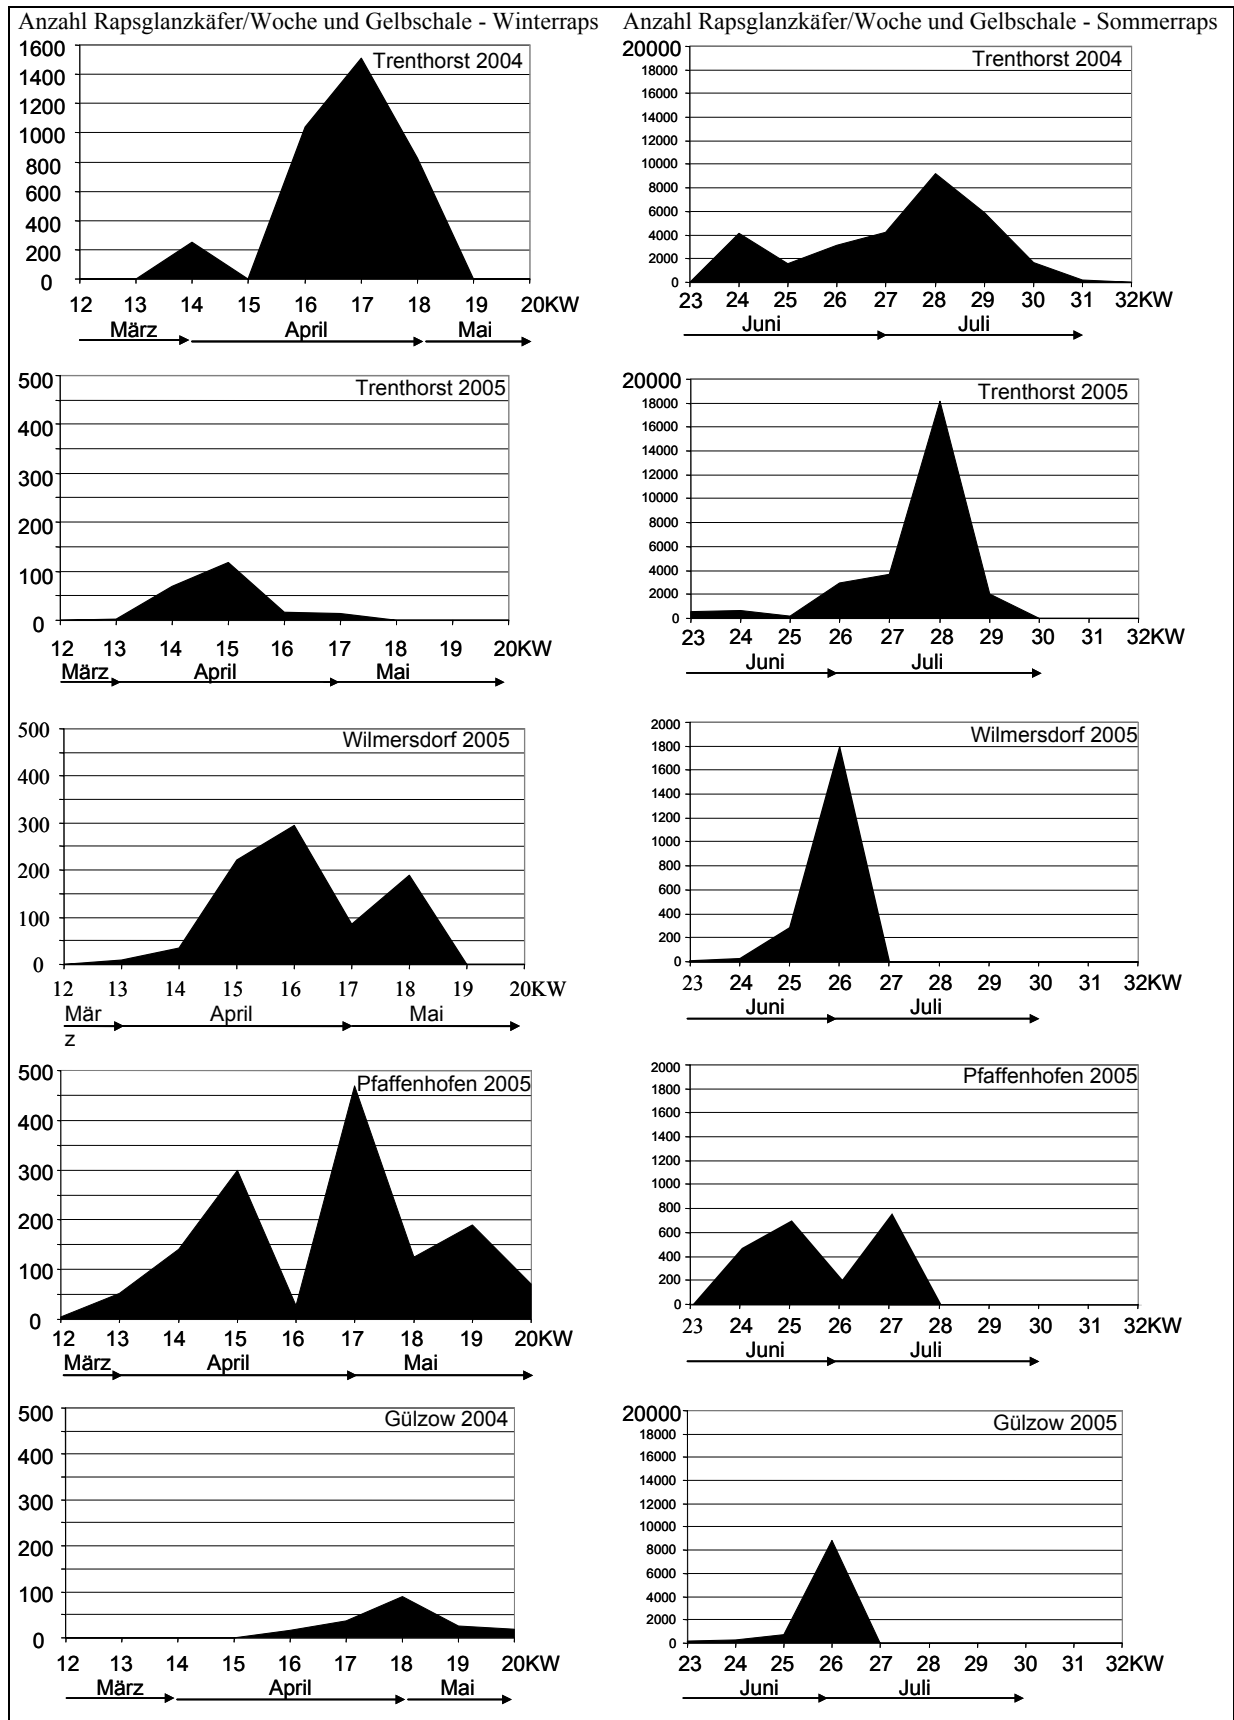 Anzahl Rapsglanzkäfer/Woche und Gelbschale - Winterraps
1600
1400
1200
1000
800
600
400
200
0
Trenthorst 2004
12 13 14 15 16 17 18 19 20KW
März April Mai
500
400
300
200
100
0
Trenthorst 2005
12 13 14 15 16 17 18 19 20KW
März April Mai
500
400
300
200
100
0
Wilmersdorf 2005
12 13 14 15 16 17 18 19 20KW
Mär April Mai
z
500
400
300
200
100
0
Pfaffenhofen 2005
12 13 14 15 16 17 18 19 20KW
März April Mai
500
400
300
200
100
0
Gülzow 2004
12 13 14 15 16 17 18 19 20KW
März April Mai
Anzahl Rapsglanzkäfer/Woche und Gelbschale - Sommerraps
20000
18000
16000
14000
12000
10000
8000
6000
4000
2000
0
Trenthorst 2004
23 24 25 26 27 28 29 30 31 32KW
Juni Juli
20000
18000
16000
14000
12000
10000
8000
6000
4000
2000
0
Trenthorst 2005
23 24 25 26 27 28 29 30 31 32KW
Juni Juli
2000
1800
1600
1400
1200
1000
800
600
400
200
0
Wilmersdorf 2005
23 24 25 26 27 28 29 30 31 32KW
Juni Juli
2000
1800
1600
1400
1200
1000
800
600
400
200
0
Pfaffenhofen 2005
23 24 25 26 27 28 29 30 31 32KW
Juni Juli
20000
18000
16000
14000
12000
10000
8000
6000
4000
2000
0
Gülzow 2005
23 24 25 26 27 28 29 30 31 32KW
Juni Juli